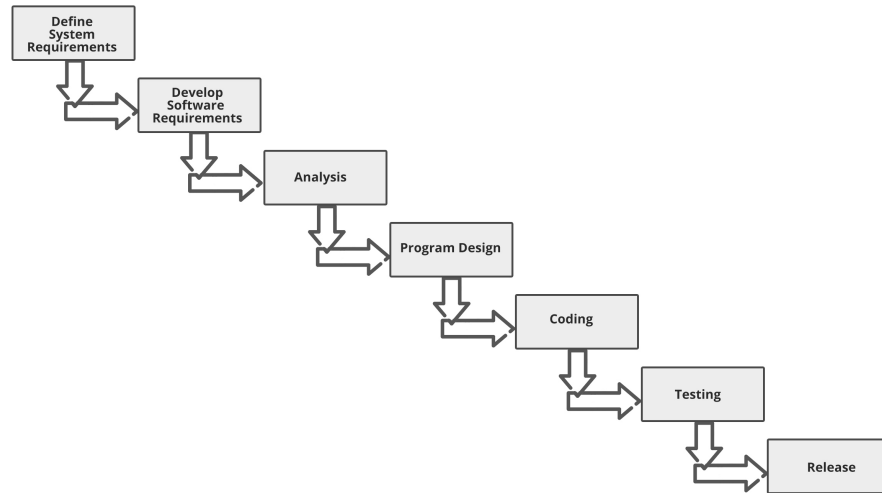 Define
System
Requirements
Develop
Software
Requirements
Analysis
Program Design
Coding
Testing
Release